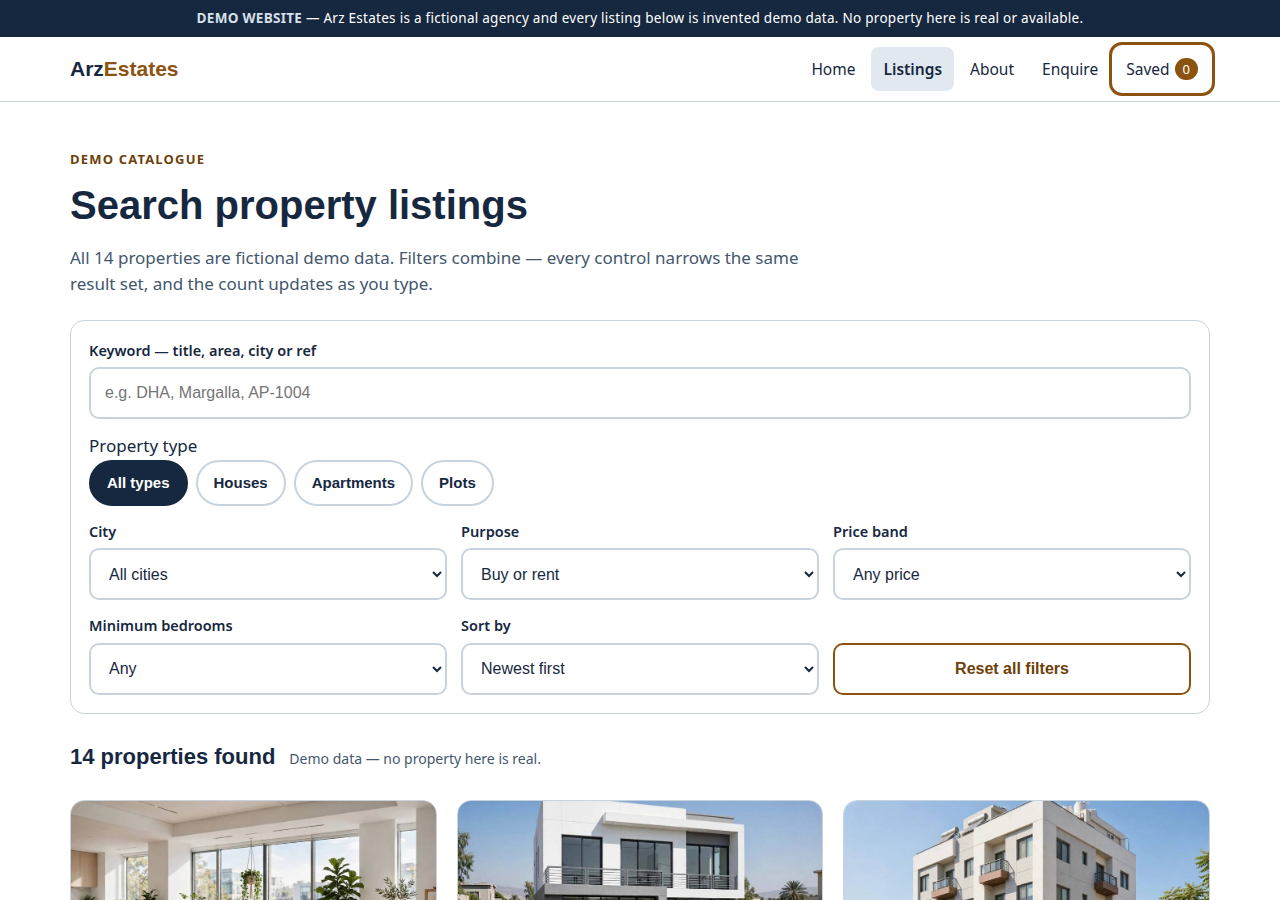 DEMO WEBSITE — Arz Estates is a fictional agency and every listing below is invented demo data. No property here is real or available.
ArzEstates
Home Listings About Enquire Saved 0
DEMO CATALOGUE
Search property listings
All 14 properties are fictional demo data. Filters combine — every control narrows the same
result set, and the count updates as you type.
Keyword — title, area, city or ref
e.g. DHA, Margalla, AP-1004
Property type
All types Houses Apartments Plots
City Purpose Price band
All cities Buy or rent Any price
Minimum bedrooms Sort by
Any Newest first Reset all filters
14 properties found Demo data — no property here is real.